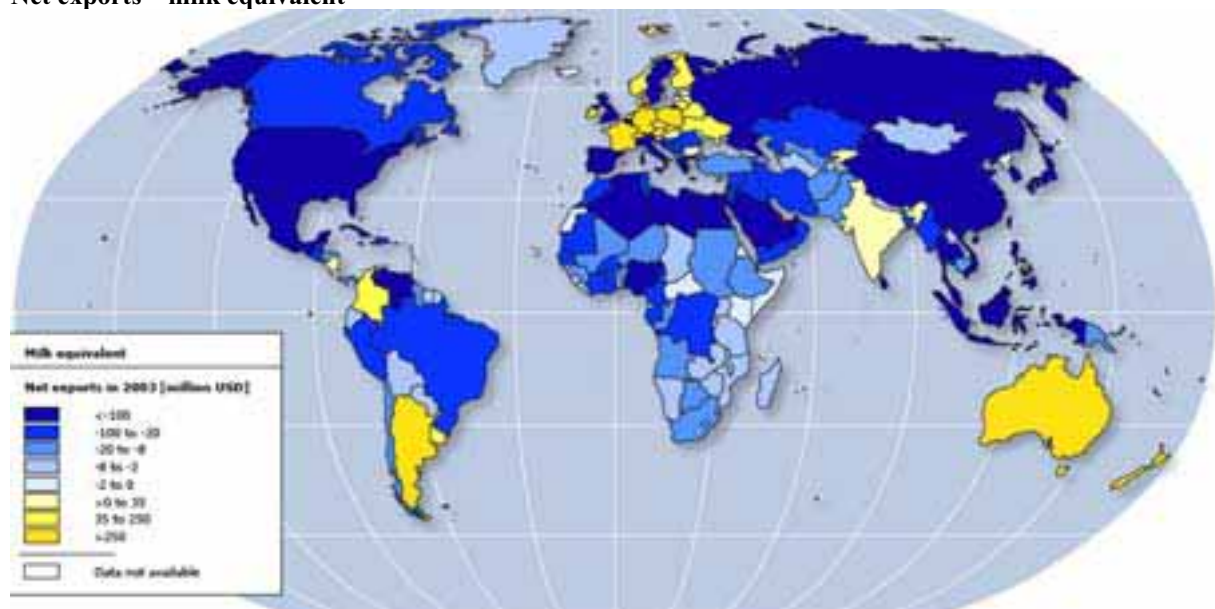 Net exports – milk equivalent
Milk equivalent
Net exports in 2003 [million USD]
<-100
-100 to -20
-20 to -8
-8 to -2
-2 to 0
>0 to 35
35 to 250
>250
Data not available